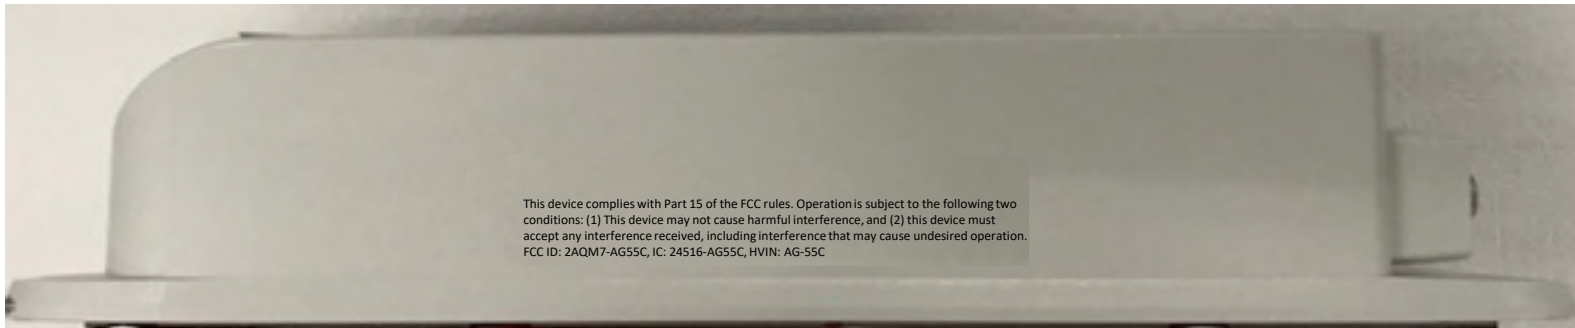 This device complies with Part 15 of the FCC rules. Operation is subject to the following two
conditions: (1) This device may not cause harmful interference, and (2) this device must
accept any interference received, including interference that may cause undesired operation.
FCC ID: 2AQM7-AG55C, IC: 24516-AG55C, HVIN: AG-55C